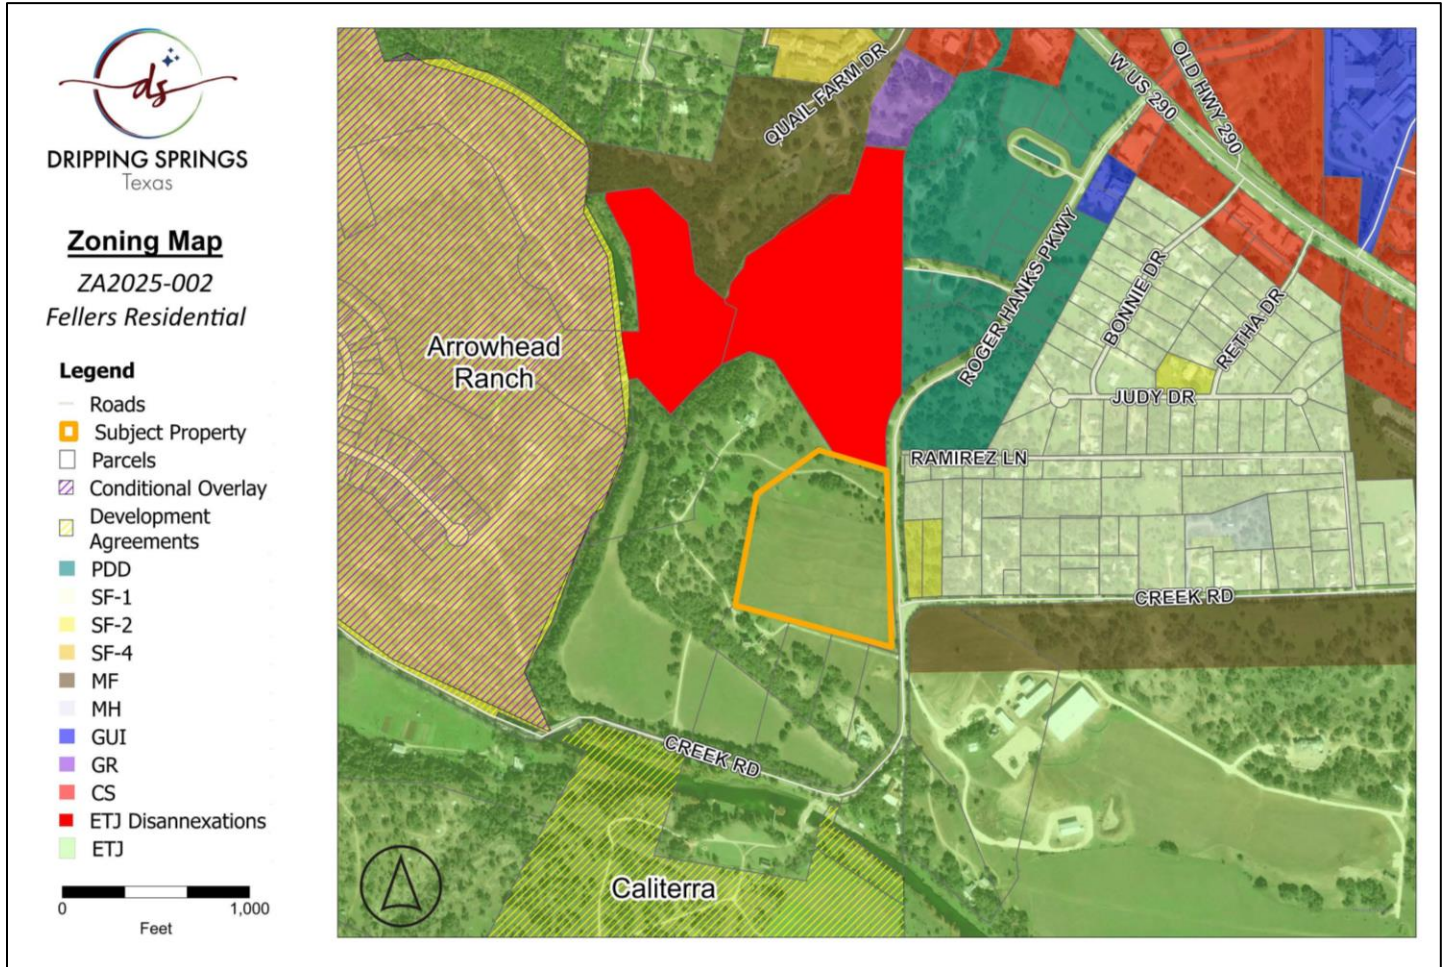 ds
DRIPPING SPRINGS
Texas
Zoning Map
ZA2025-002
Fellers Residential
Legend
Roads
Subject Property
Parcels
Conditional Overlay
Development
Agreements
PDD
SF-1
SF-2
SF-4
MF
MH
GUI
GR
CS
ETJ Disannexations
ETJ
0
1,000
Feet
QUAIL FARM DR
W US 290
OLD HWY 290
ROGER HANKS PKWY
BONNIE DR
RETHA DR
Arrowhead
Ranch
JUDY DR
RAMIREZ LN
CREEK RD
CREEK RD
Caliterra